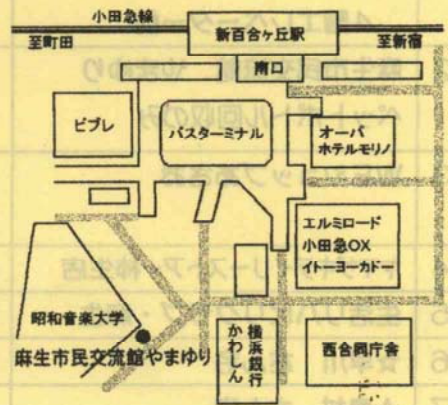 小田急線
新百合ヶ丘駅
至町田
至新宿
南口
ビブレ
バスターミナル
オーパ
ホテルモリノ
エルミロード
小田急OX
イトーヨーカドー
昭和音楽大学
麻生市民交流館やまゆり
横浜銀行
かわしん
西合同庁舎